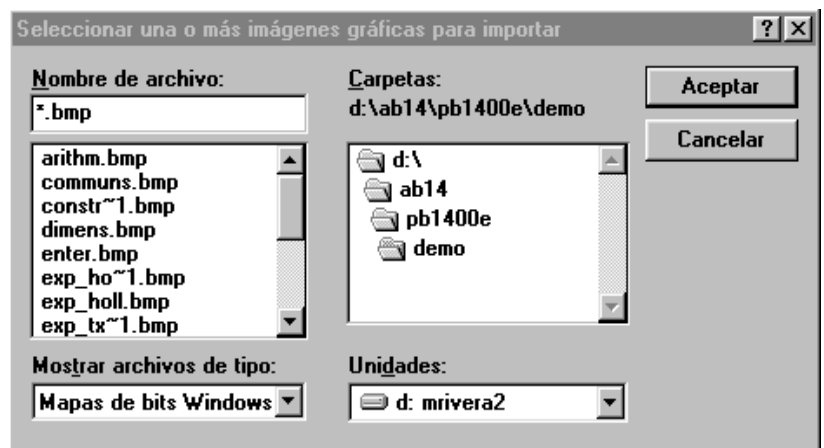 Seleccionar una o más imágenes gráficas para importar
Nombre de archivo:
*.bmp
arithm.bmp
communs.bmp
constr~1.bmp
dimens.bmp
enter.bmp
exp_ho~1.bmp
exp_holl.bmp
exp_tx~1.bmp
Mostrar archivos de tipo:
Mapas de bits Windows
Carpetas:
d:\ab14\pb1400e\demo
d:\
ab14
pb1400e
demo
Unidades:
d: mrivera2
Aceptar
Cancelar